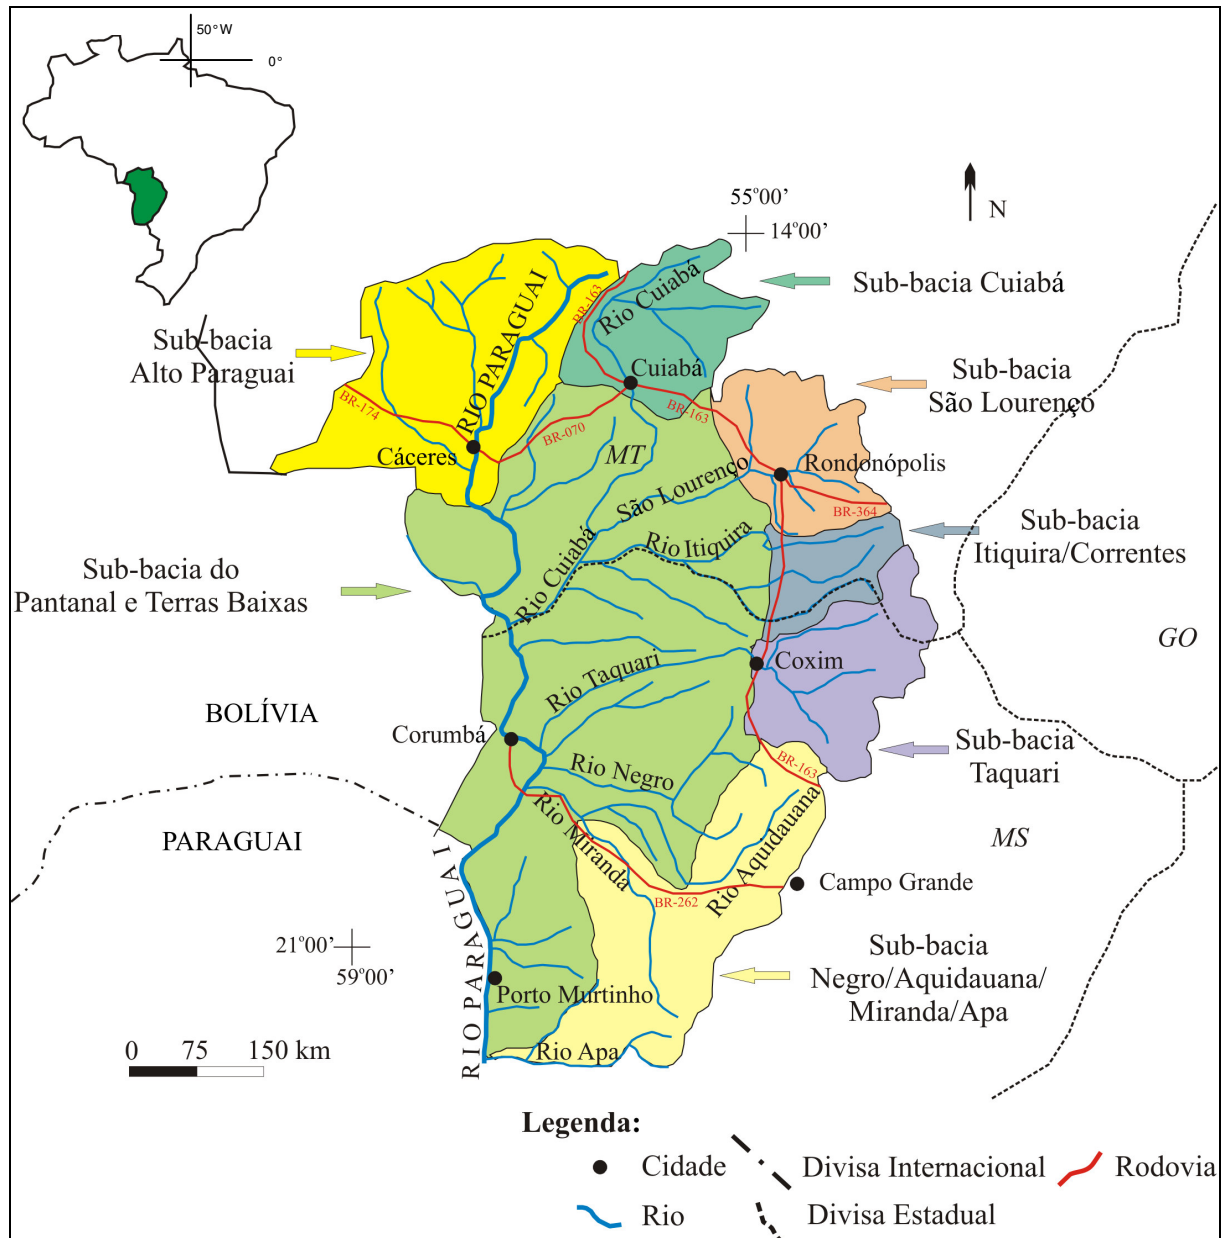 50°W
0°
55°00’
14°00’
N
Sub-bacia Cuiabá
Sub-bacia
Alto Paraguai
Sub-bacia
São Lourenço
RIO PARAGUAI
BR-163
Rio Cuiabá
Cuiabá
BR-163
BR-174
BR-070
Cáceres
MT
Rondonópolis
BR-364
São Lourenço
Rio Itiquira
Rio Cuiabá
Sub-bacia
Itiquira/Correntes
Sub-bacia do
Pantanal e Terras Baixas
GO
Rio Taquari
Coxim
BOLÍVIA
Corumbá
Sub-bacia
Taquari
Rio Negro
BR-163
Rio Miranda
Rio Aquidauana
PARAGUAI
MS
Campo Grande
BR-262
RIO PARAGUAI
21°00’
59°00’
Sub-bacia
Negro/Aquidauana/
Miranda/Apa
Porto Murtinho
Rio Apa
0 75 150 km
Legenda:
Cidade
Divisa Internacional
Rodovia
Rio
Divisa Estadual